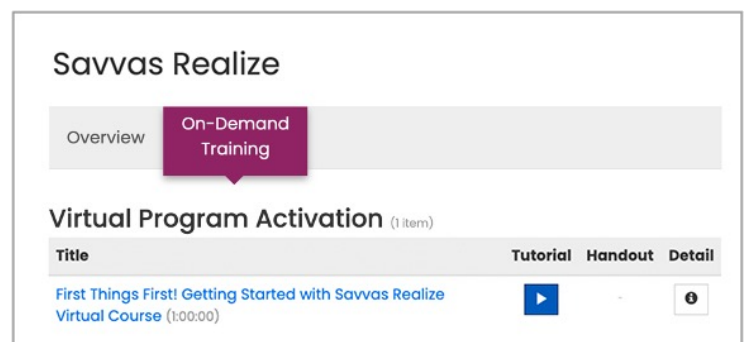 Savvas Realize
Overview
On-Demand
Training
Virtual Program Activation (1 item)
Title Tutorial Handout Detail
First Things First! Getting Started with Savvas Realize
Virtual Course (1:00:00) -